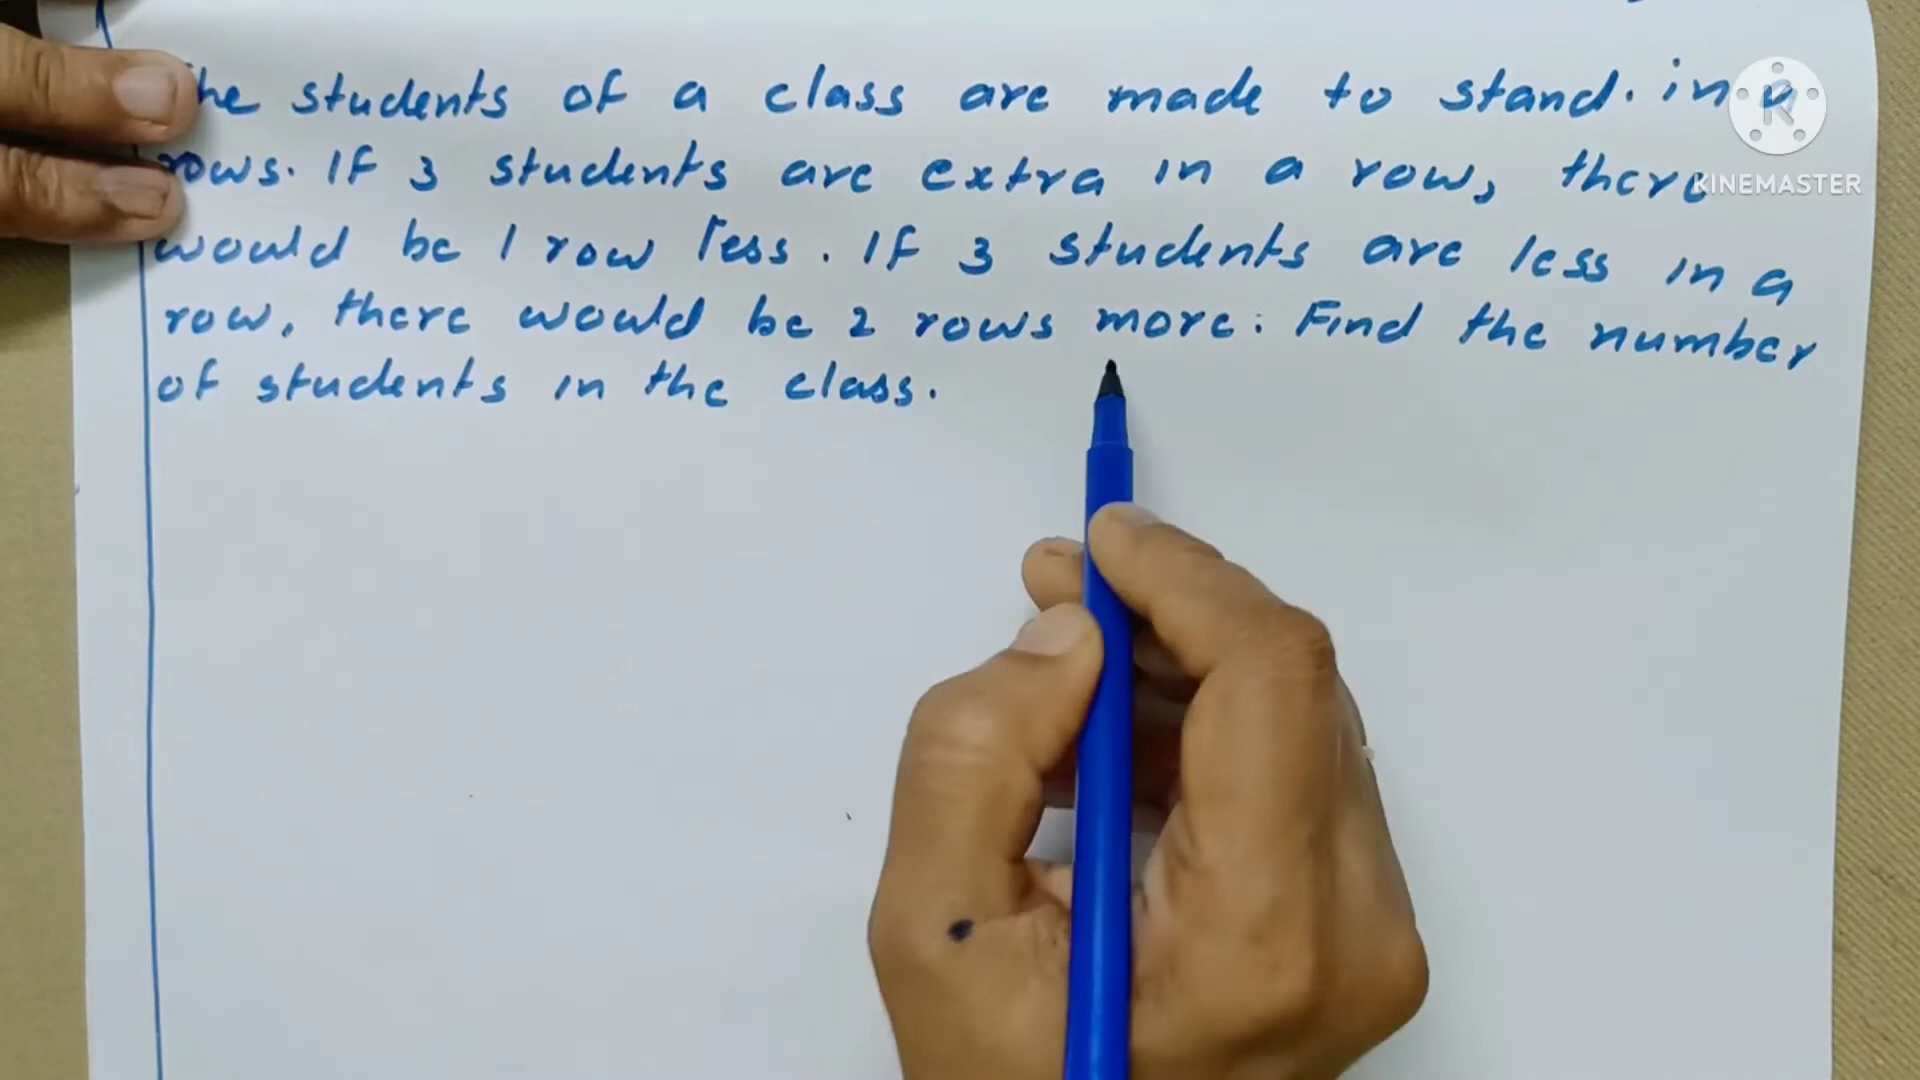 The students of a class are made to stand. in
rows. If 3 students are extra in a row, there
would be 1 row less. If 3 students are less in a
row, there would be 2 rows more. Find the number
of students in the class.
KINEMASTER